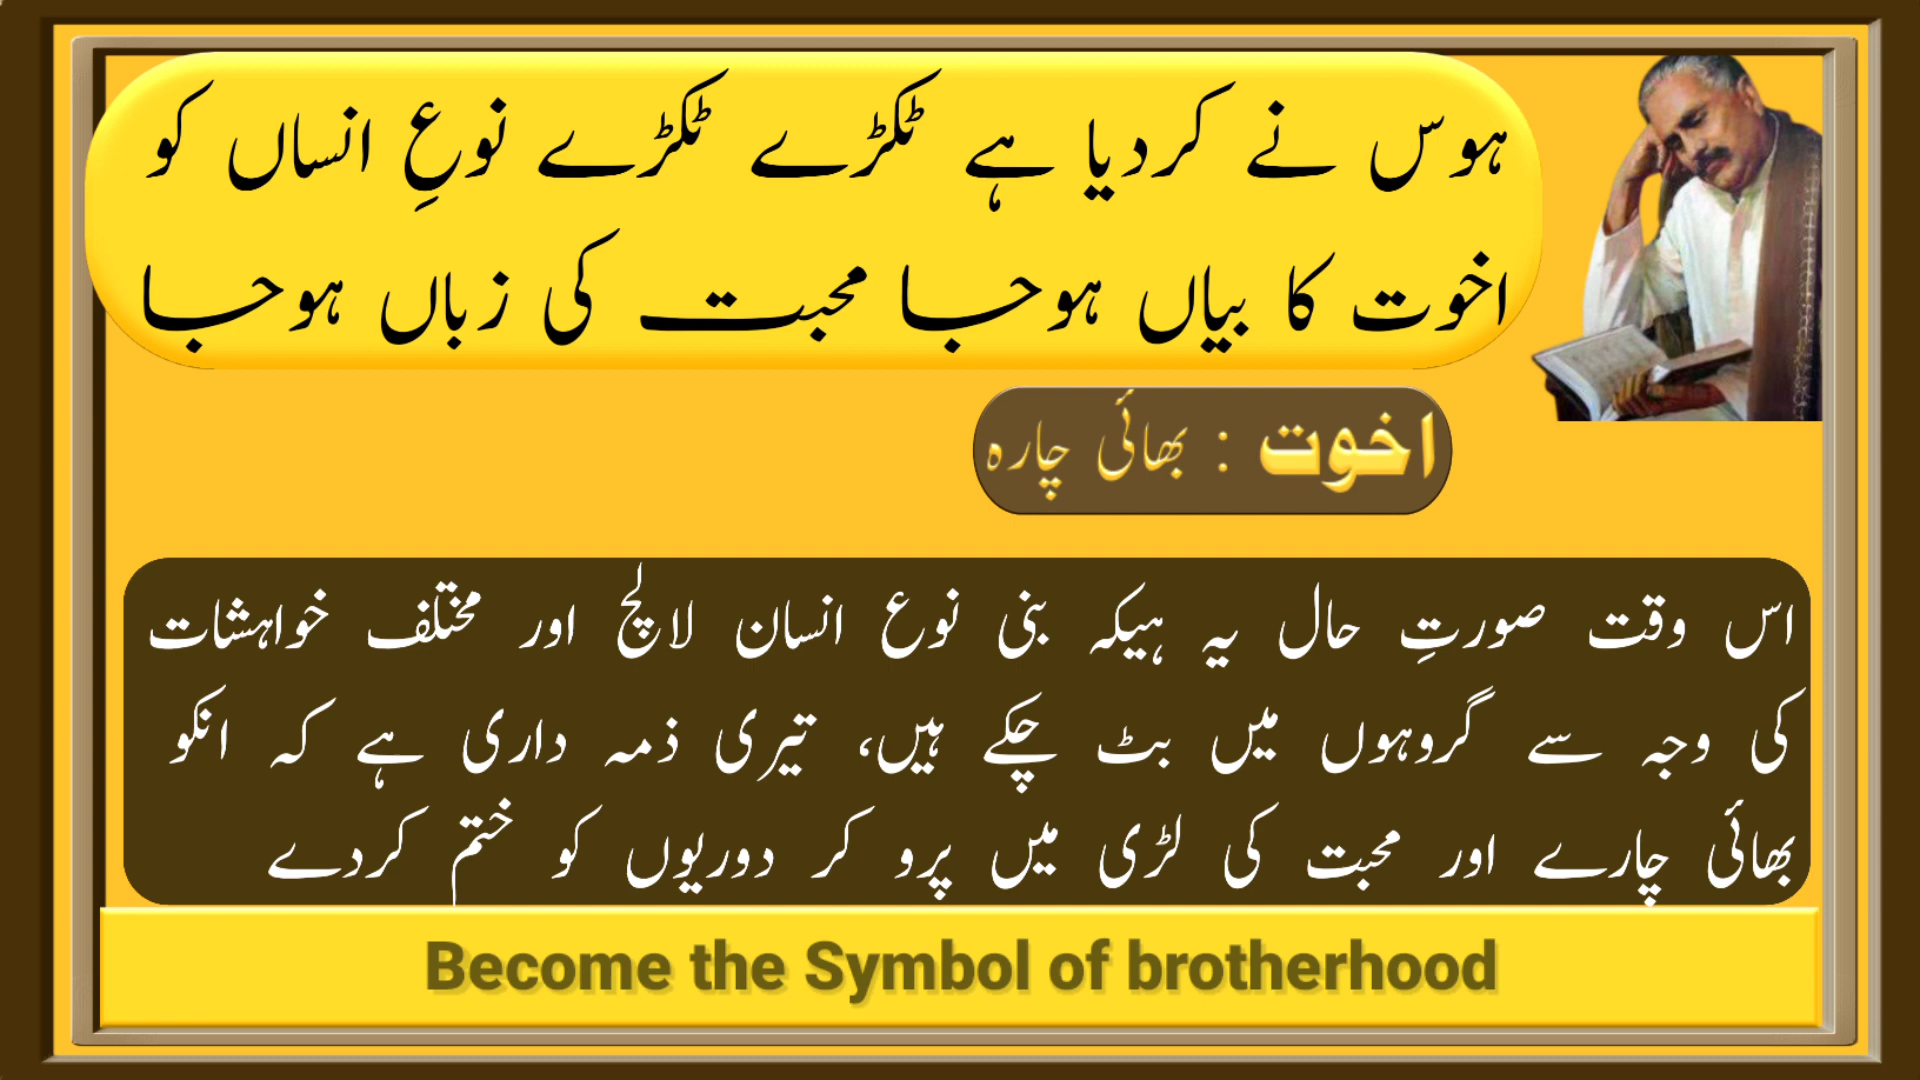 ہوس نے کردیا ہے ٹکڑے ٹکڑے نوعِ انساں کو
اخوت کا بیاں ہوجا محبت کی زباں ہوجا
اخوت : بھائی چارہ
اس وقت صورتِ حال یہ ہیکہ بنی نوع انسان لالچ اور مختلف خواہشات
کی وجہ سے گروہوں میں بٹ چکے ہیں، تیری ذمہ داری ہے کہ انکو
بھائی چارے اور محبت کی لڑی میں پرو کر دوریوں کو ختم کردے
Become the Symbol of brotherhood